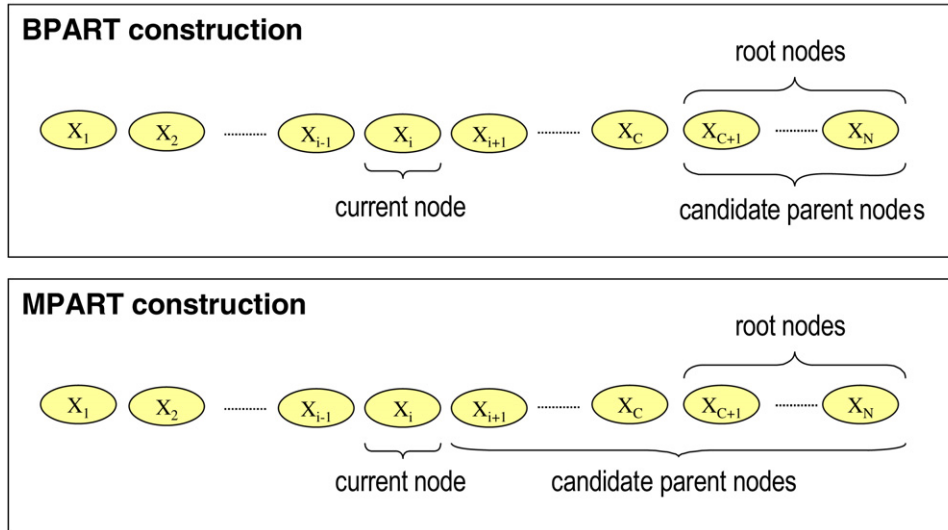 BPART construction
root nodes
X1 X2 ........... Xi-1 Xi Xi+1 ........... XC XC+1 ........... XN
current node candidate parent nodes
MPART construction
root nodes
X1 X2 ........... Xi-1 Xi Xi+1 ........... XC XC+1 ........... XN
current node candidate parent nodes